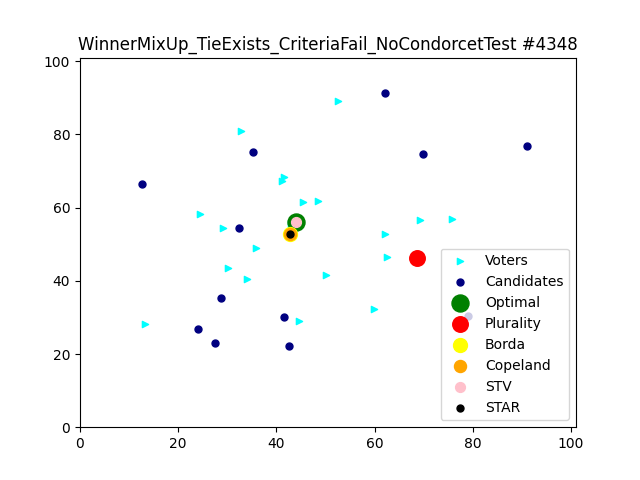 WinnerMixUp_TieExists_CriteriaFail_NoCondorcetTest #4348
100
80
60
40
20
0
0 20 40 60 80 100
Voters
Candidates
Optimal
Plurality
Borda
Copeland
STV
STAR